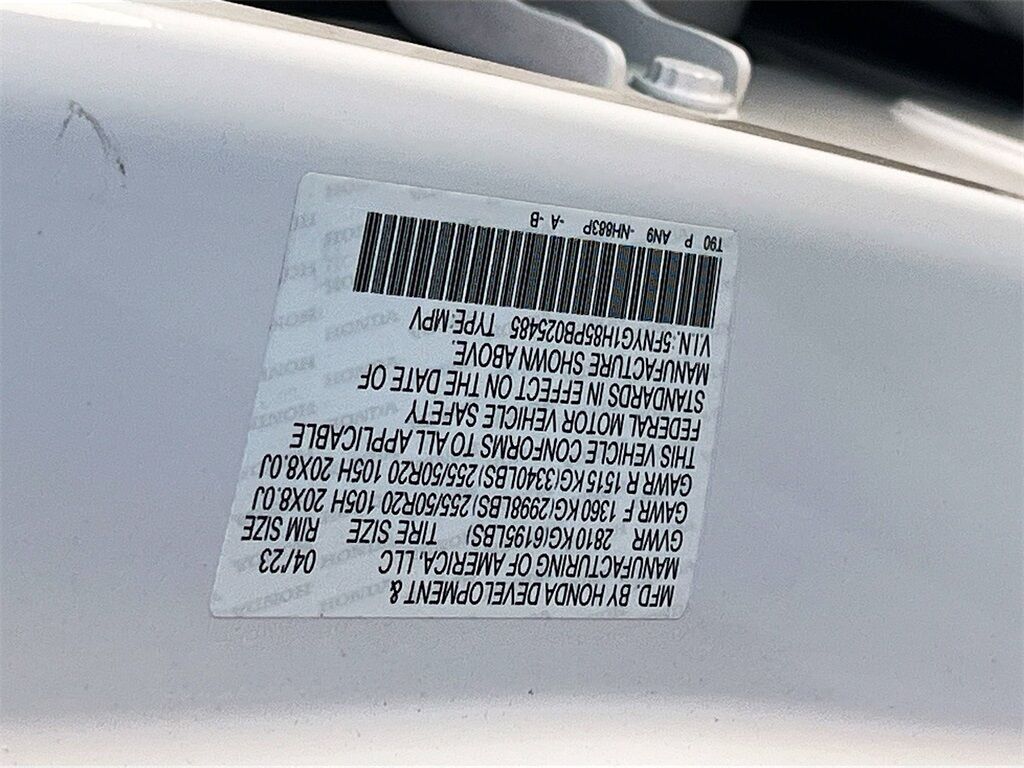 MFD. BY HONDA DEVELOPMENT &
MANUFACTURING OF AMERICA, LLC 04/'23
GVWR 2810 KG(6195LBS) TIRE SIZE RIM SIZE
GAWR F 1360 KG(2998LBS) 255/50R20 105H 20X8.0J
GAWR R 1515 KG(3340LBS) 255/50R20 105H 20X8.0J
THIS VEHICLE CONFORMS TO ALL APPLICABLE
FEDERAL MOTOR VEHICLE SAFETY
STANDARDS IN EFFECT ON THE DATE OF
MANUFACTURE SHOWN ABOVE.
V.I.N.:5FNYG1H85PB025485 TYPE:MPV
T90 P AN9 -NH883P -A -B